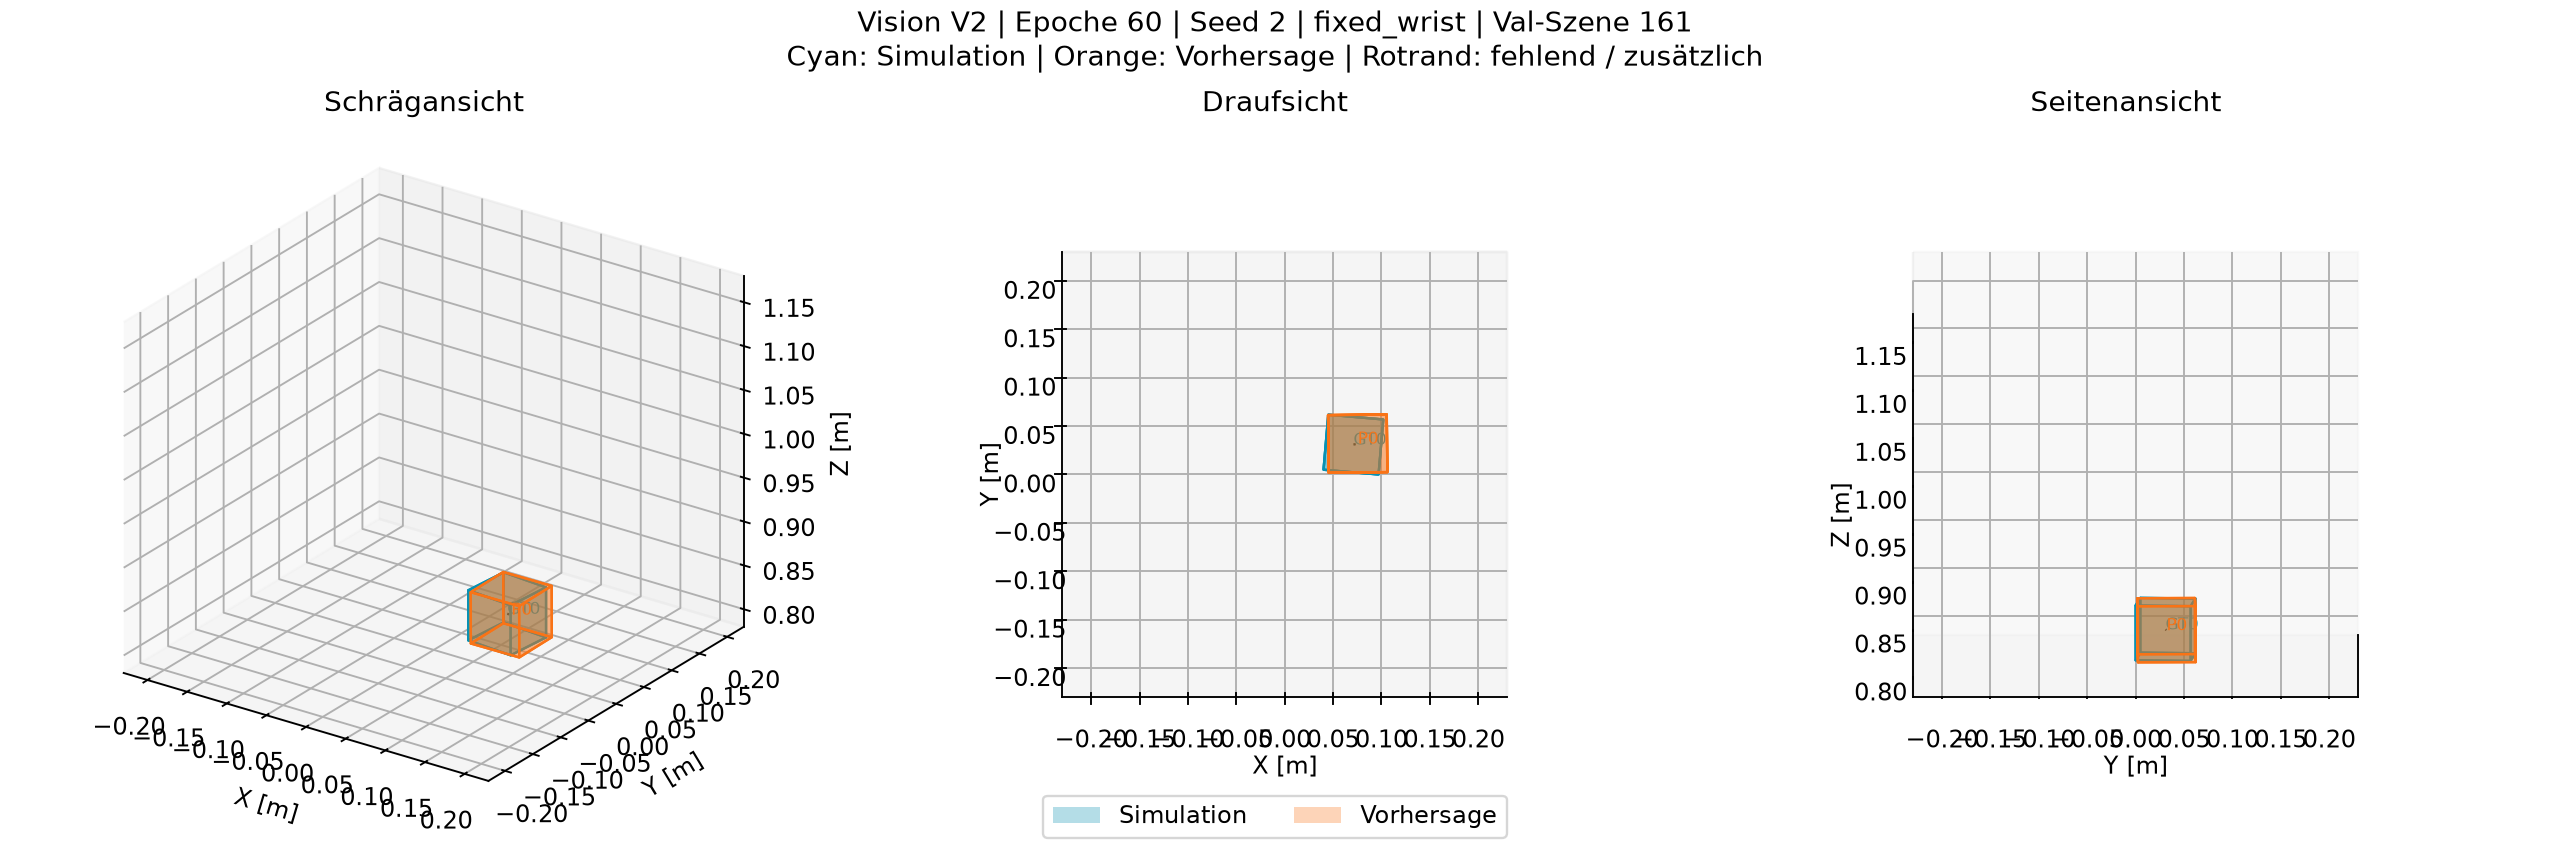 Vision V2 | Epoche 60 | Seed 2 | fixed_wrist | Val-Szene 161
Cyan: Simulation | Orange: Vorhersage | Rotrand: fehlend / zusätzlich
Schrägansicht
1.15
1.10
1.05
1.00
0.95
0.90
0.85
0.80
Z [m]
−0.20
−0.15
−0.10
−0.05
0.00
0.05
0.10
0.15
0.20
X [m]
−0.20
−0.15
−0.10
−0.05
0.00
0.05
0.10
0.15
0.20
Y [m]
Draufsicht
0.20
0.15
0.10
0.05
0.00
−0.05
−0.10
−0.15
−0.20
Y [m]
−0.20 −0.15 −0.10 −0.05 0.00 0.05 0.10 0.15 0.20
X [m]
Seitenansicht
1.15
1.10
1.05
1.00
0.95
0.90
0.85
0.80
Z [m]
−0.20 −0.15 −0.10 −0.05 0.00 0.05 0.10 0.15 0.20
Y [m]
Simulation
Vorhersage